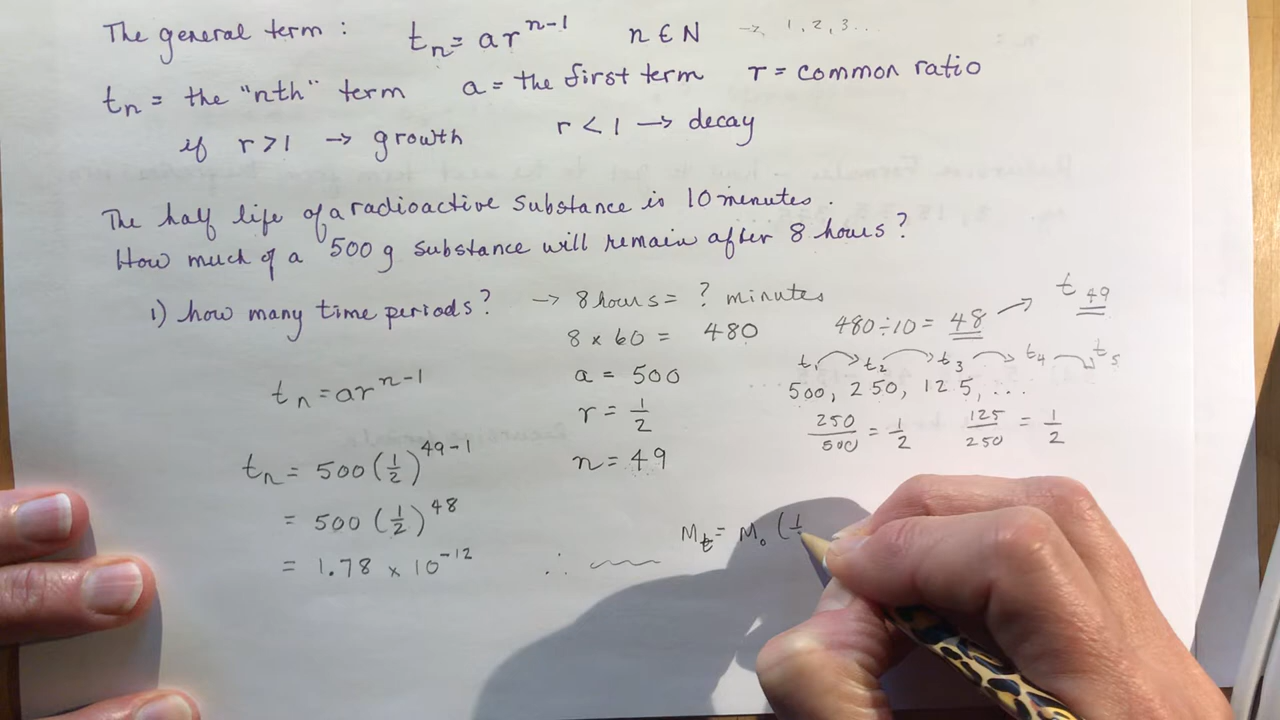 The general term : tₙ = arⁿ⁻¹ n ∈ N → 1, 2, 3...
tₙ = the "nth" term a = the first term r = common ratio
if r > 1 → growth r < 1 → decay
The half life of a radioactive substance is 10 minutes.
How much of a 500 g substance will remain after 8 hours?
1) how many time periods? → 8 hours = ? minutes
8 × 60 = 480
480 ÷ 10 = 48 → t₄₉
t₁ t₂ t₃ t₄ t₅
500, 250, 125, ...
250/500 = 1/2 125/250 = 1/2
a = 500
r = 1/2
n = 49
tₙ = arⁿ⁻¹
tₙ = 500(1/2)⁴⁹⁻¹
= 500(1/2)⁴⁸
= 1.78 × 10⁻¹² ∴
Mₜ = M₀ (1